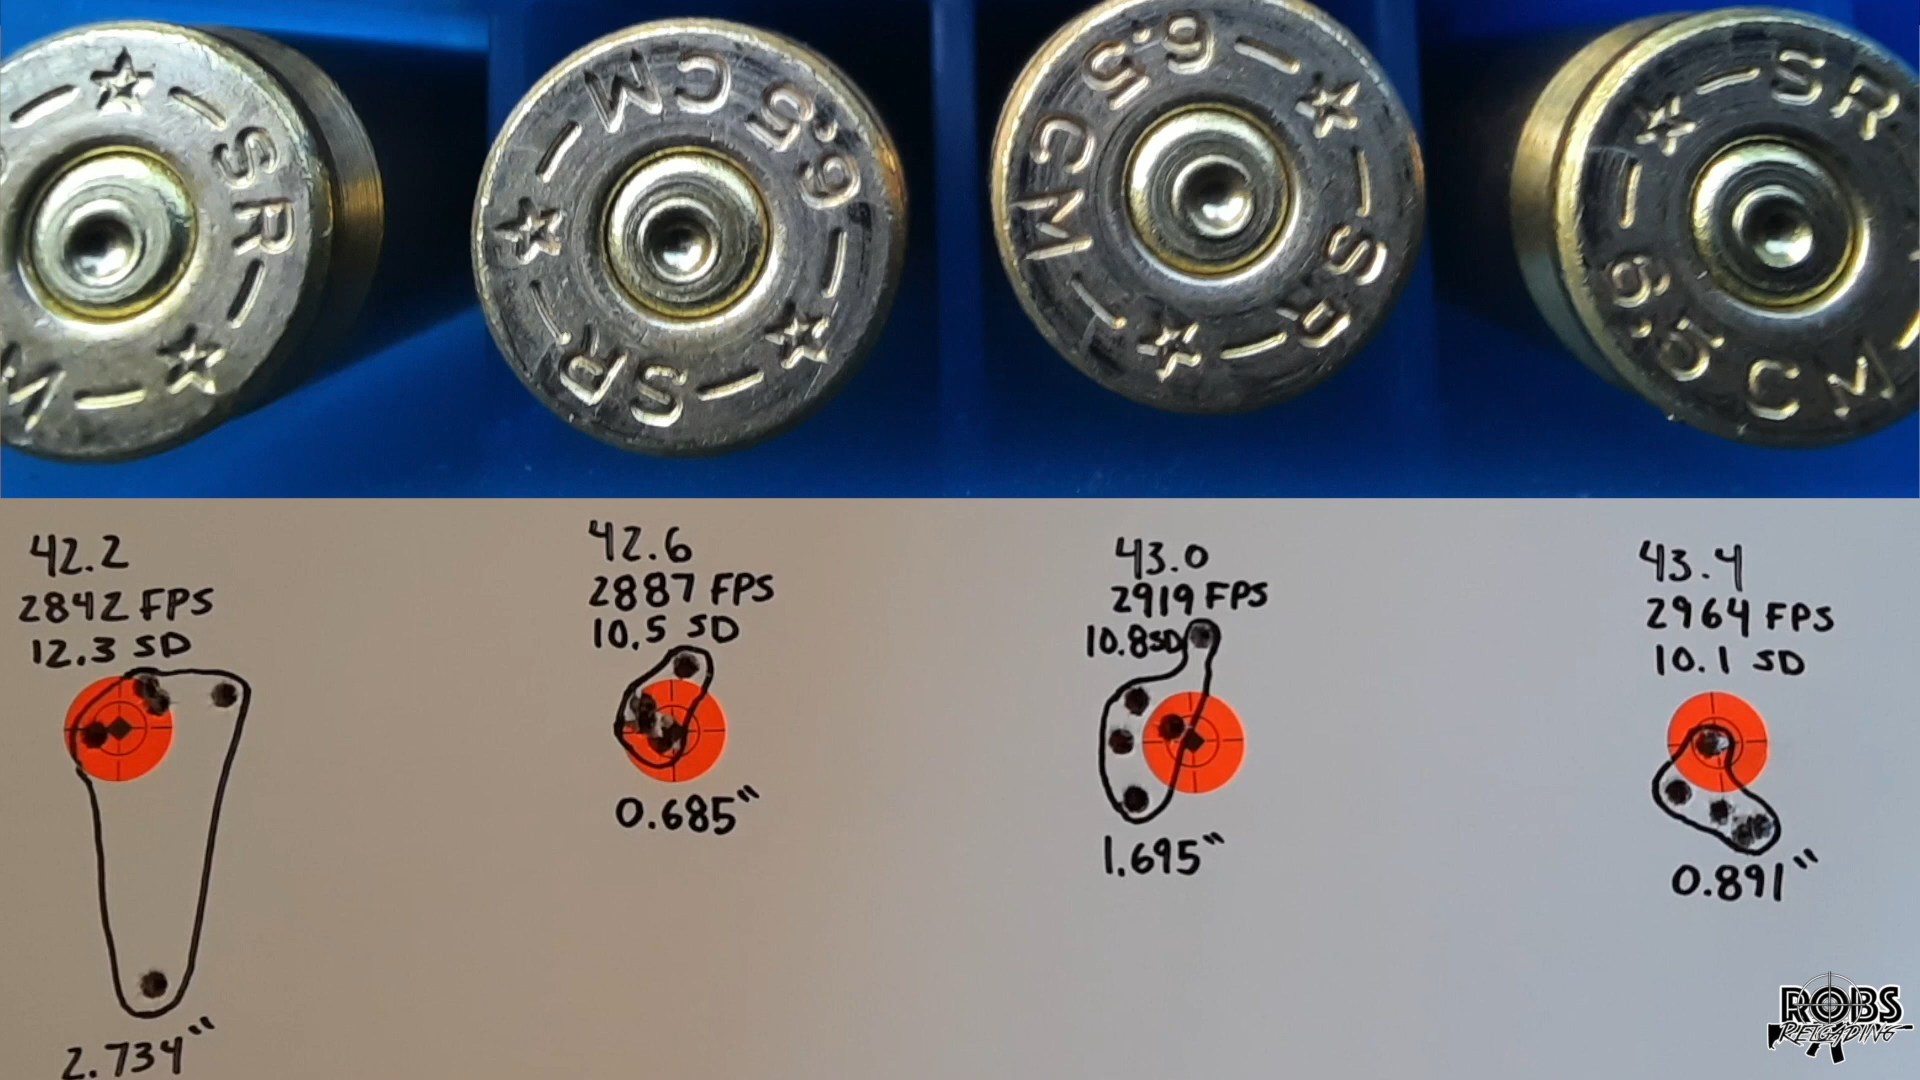 SR
M
6.5 CM
SR
6.5 CM
SR
SR
6.5 CM
42.2
2842 FPS
12.3 SD
2.734"
42.6
2887 FPS
10.5 SD
0.685"
43.0
2919 FPS
10.8 SD
1.695"
43.4
2964 FPS
10.1 SD
0.891"
ROBS
RELOADING